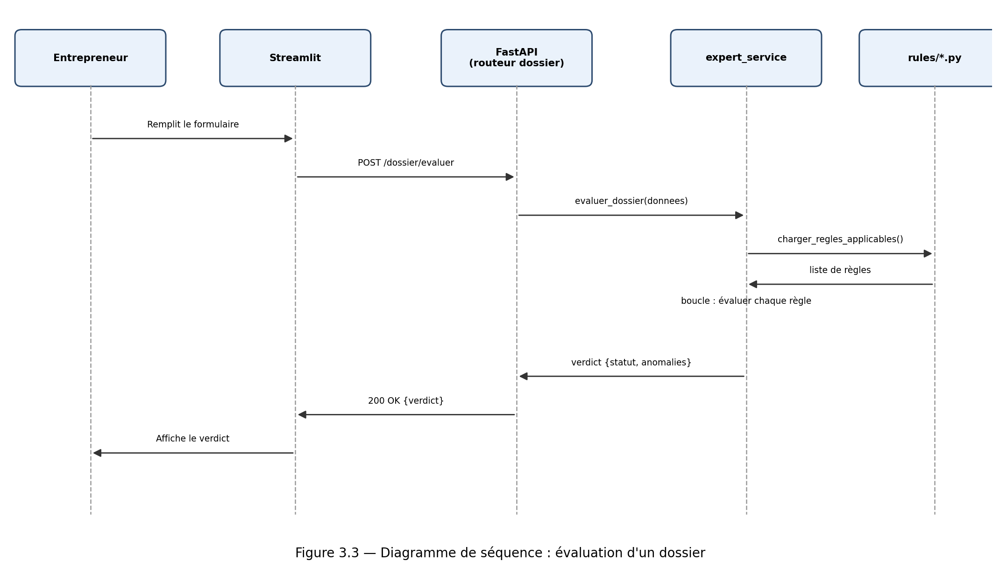 Entrepreneur
Streamlit
FastAPI
(routeur dossier)
expert_service
rules/*.py
Remplit le formulaire
POST /dossier/evaluer
evaluer_dossier(donnees)
charger_regles_applicables()
liste de règles
boucle : évaluer chaque règle
verdict {statut, anomalies}
200 OK {verdict}
Affiche le verdict
Figure 3.3 — Diagramme de séquence : évaluation d'un dossier